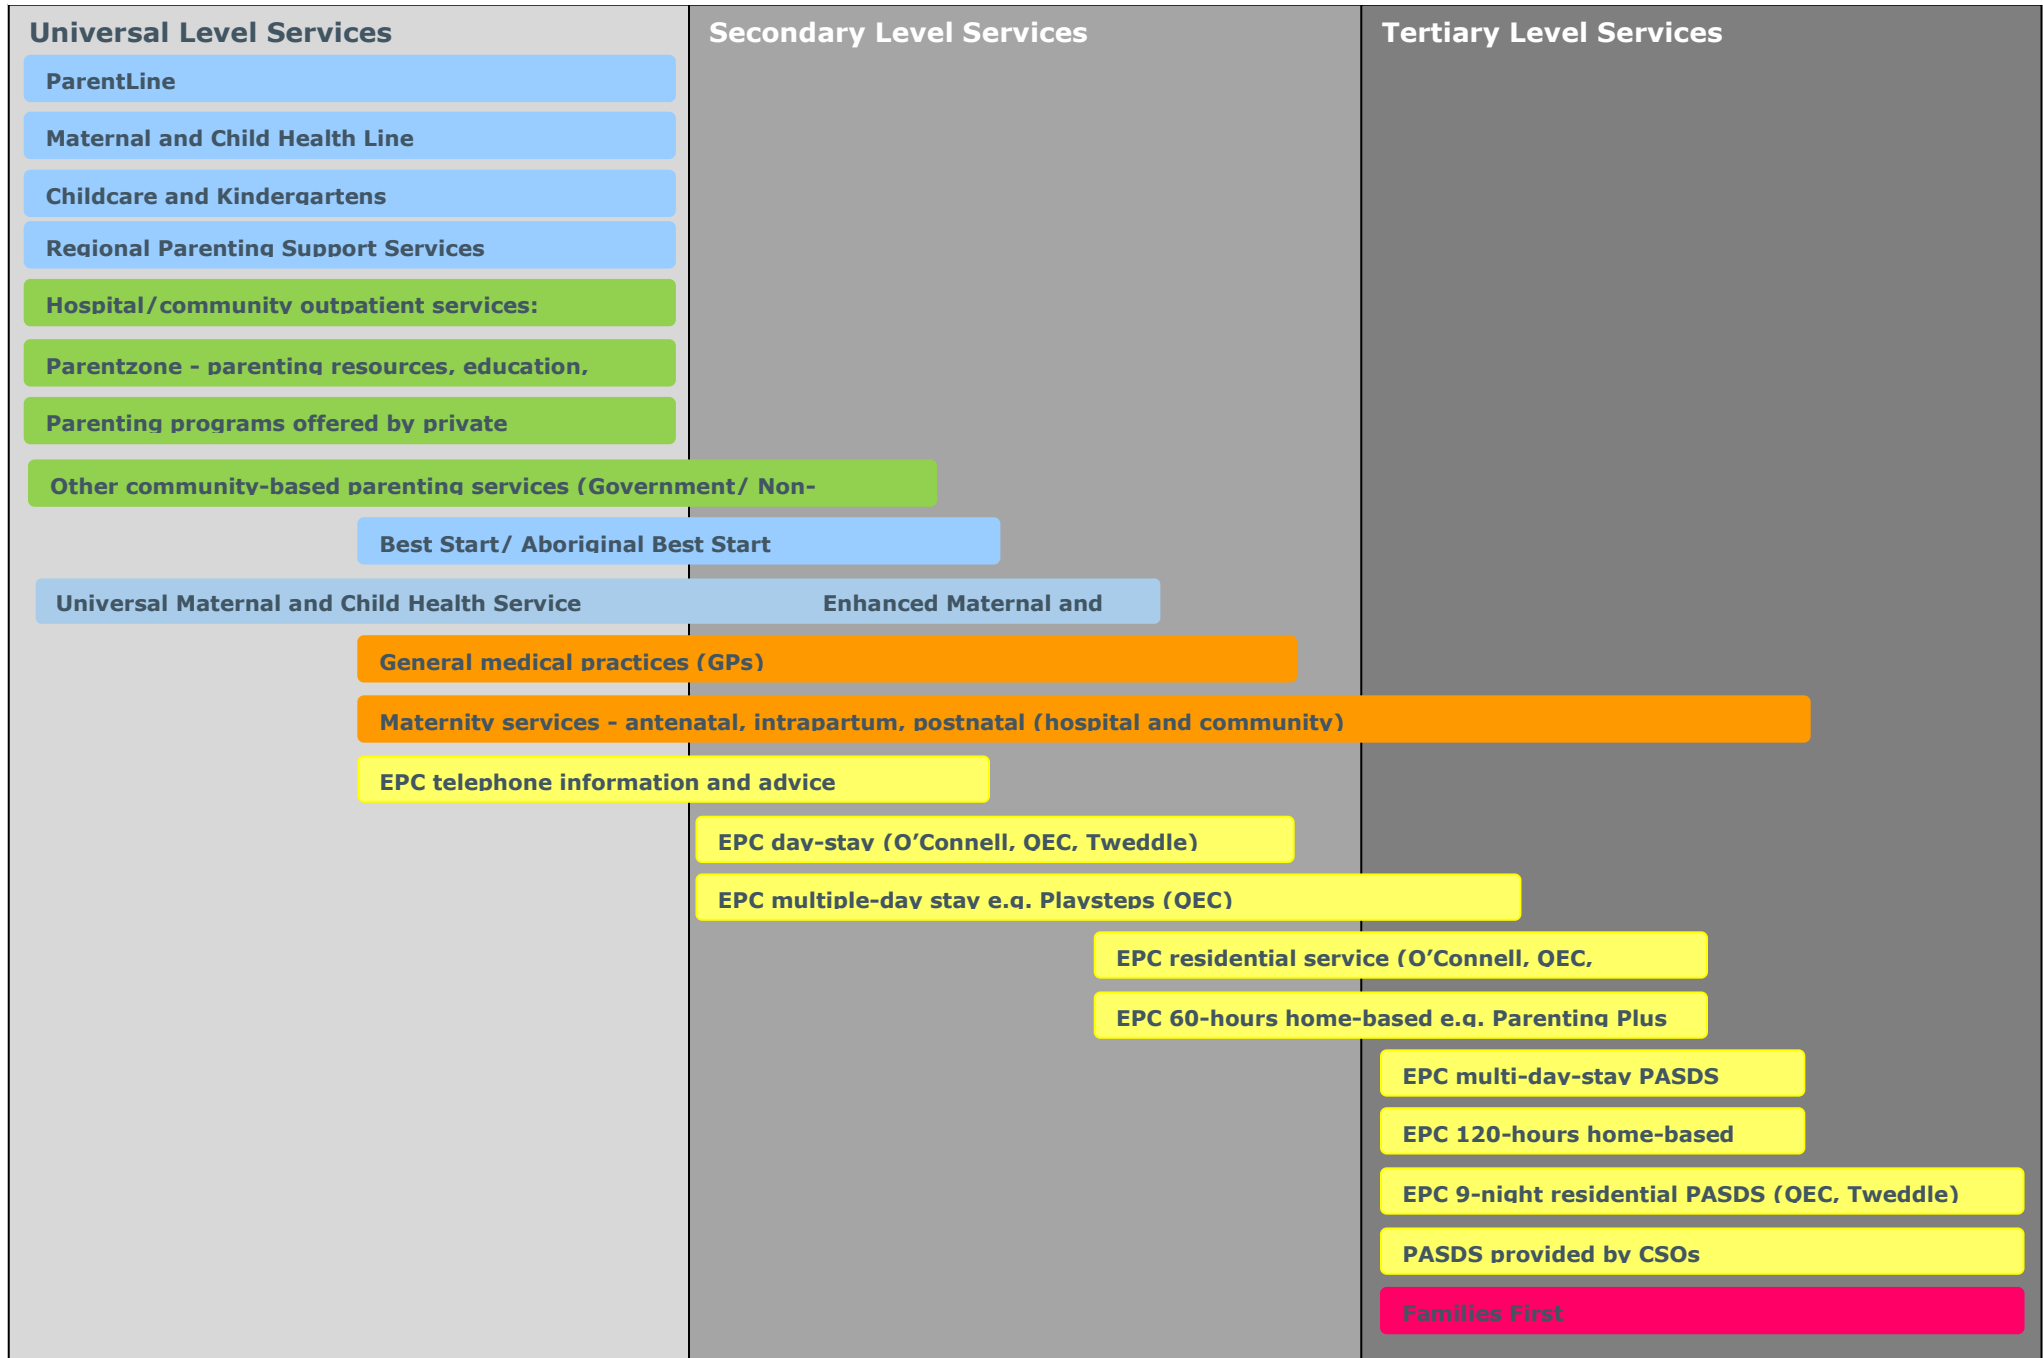 Universal Level Services
Secondary Level Services
Tertiary Level Services
ParentLine
Maternal and Child Health Line
Childcare and Kindergartens
Regional Parenting Support Services
Hospital/community outpatient services:
Parentzone - parenting resources, education,
Parenting programs offered by private
Other community-based parenting services (Government/ Non-
Best Start/ Aboriginal Best Start
Universal Maternal and Child Health Service
Enhanced Maternal and
General medical practices (GPs)
Maternity services - antenatal, intrapartum, postnatal (hospital and community)
EPC telephone information and advice
EPC day-stay (O’Connell, QEC, Tweddle)
EPC multiple-day stay e.g. Playsteps (QEC)
EPC residential service (O’Connell, QEC,
EPC 60-hours home-based e.g. Parenting Plus
EPC multi-day-stay PASDS
EPC 120-hours home-based
EPC 9-night residential PASDS (QEC, Tweddle)
PASDS provided by CSOs
Families First